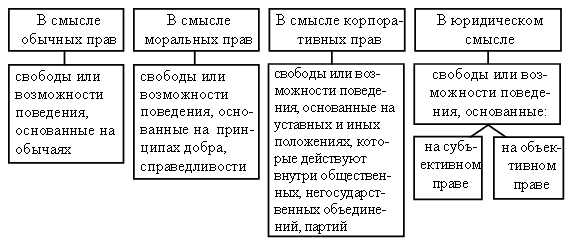 В смысле
обычных прав
свободы или
возможности
поведения,
основанные на
обычаях
В смысле
моральных прав
свободы или
возможности
поведения, осно-
ванные на прин-
ципах добра,
справедливости
В смысле корпора-
тивных прав
свободы или воз-
можности поведе-
ния, основанные на
уставных и иных
положениях, кото-
рые действуют
внутри обществен-
ных, негосударст-
венных объедине-
ний, партий
В юридическом
смысле
свободы или воз-
можности поведе-
ния, основанные:
на субъ-
ективном
праве
на объек-
тивном
праве